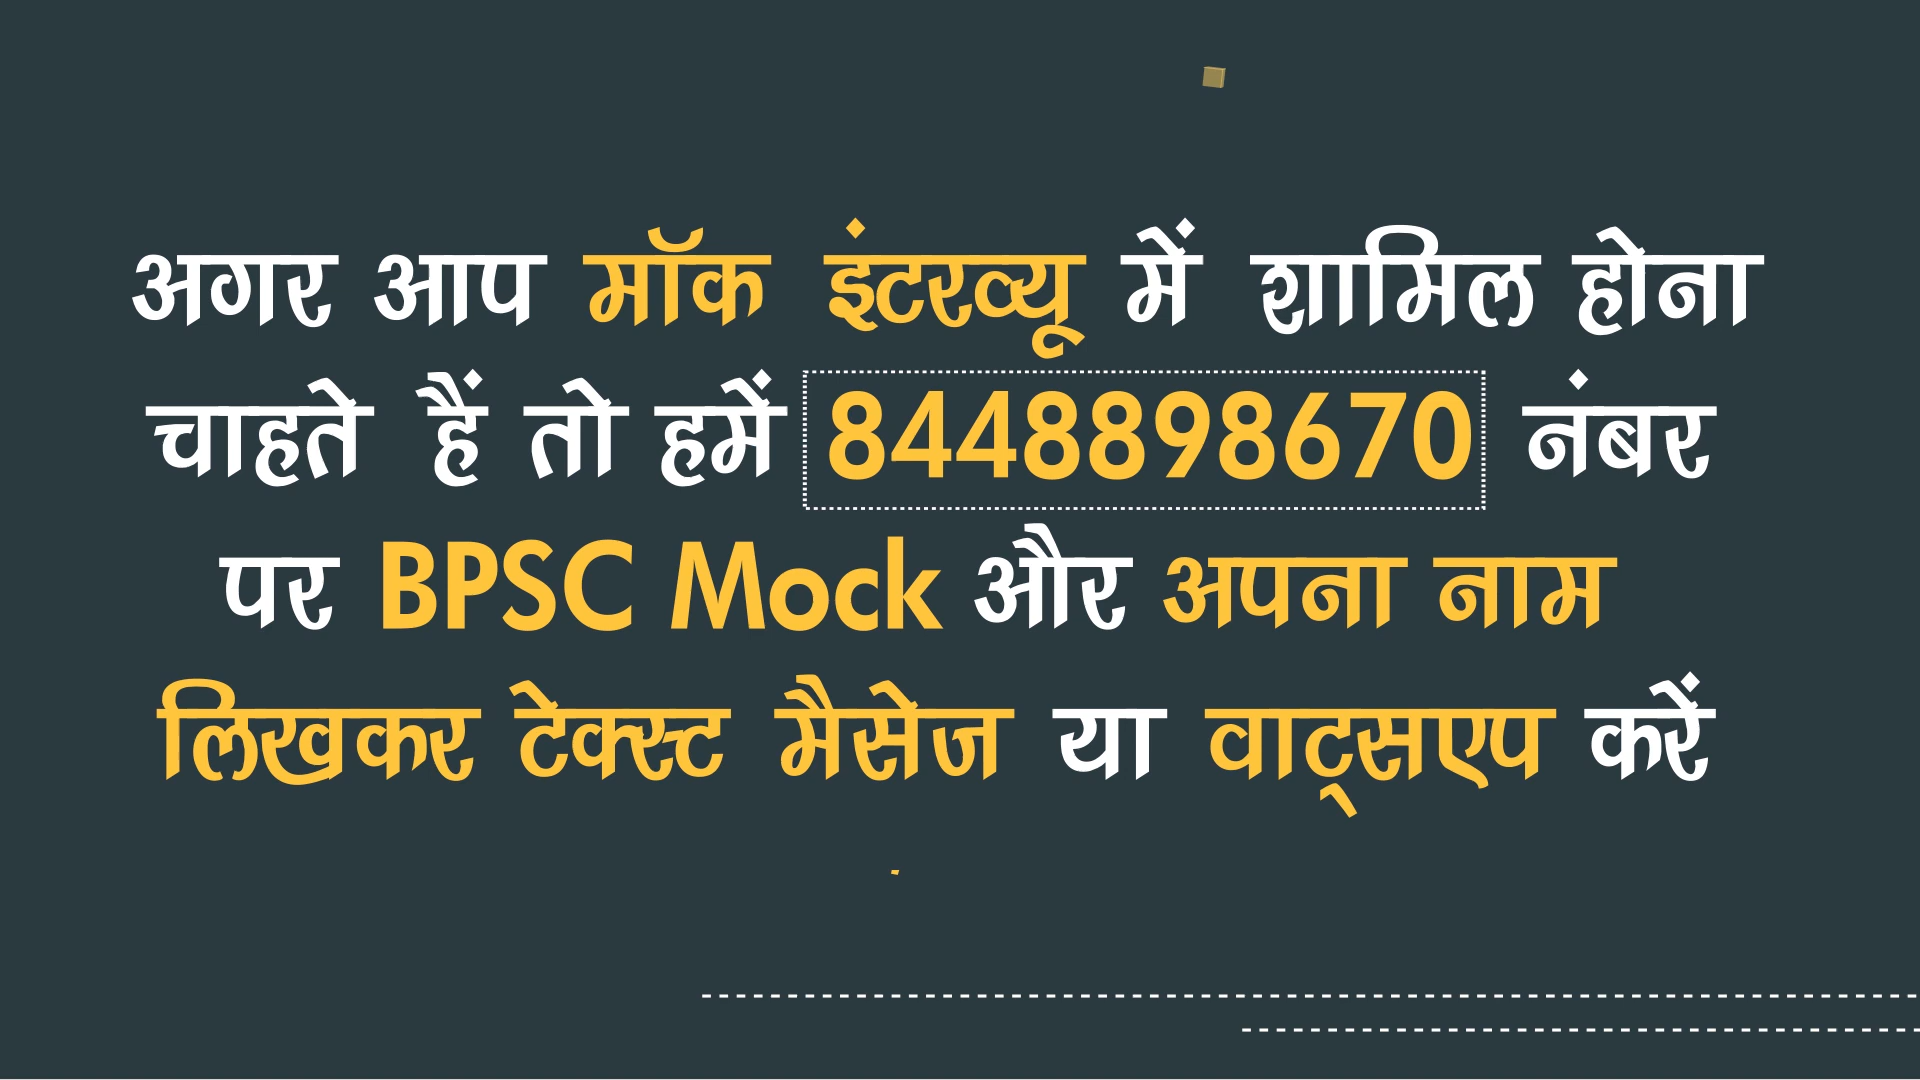 अगर आप मॉक इंटरव्यू में शामिल होना
चाहते हैं तो हमें 8448898670 नंबर
पर BPSC Mock और अपना नाम
लिखकर टेक्स्ट मैसेज या वाट्सएप करें